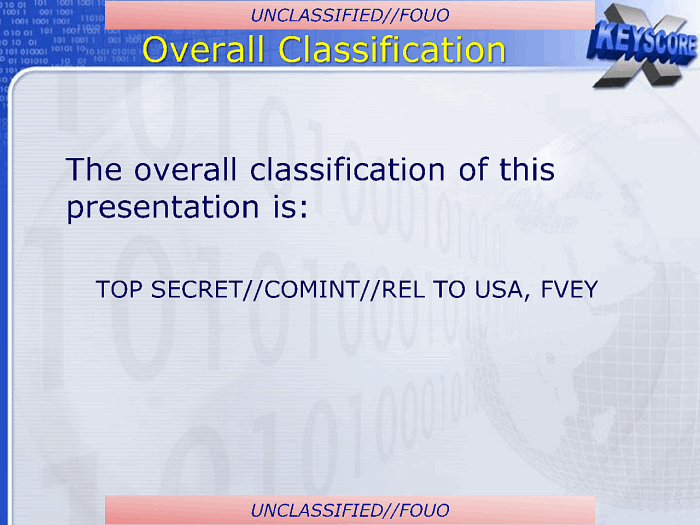 UNCLASSIFIED//FOUO
Overall Classification
X KEYSCORE
The overall classification of this
presentation is:
TOP SECRET//COMINT//REL TO USA, FVEY
UNCLASSIFIED//FOUO